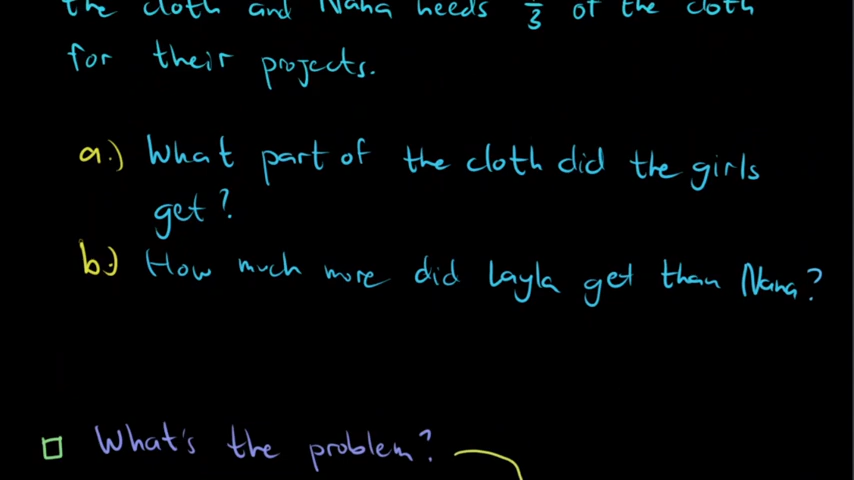 the cloth and Nana needs /3 of the cloth
for their projects.
a.) What part of the cloth did the girls
get?
b.) How much more did Layla get than Nana?
What's the problem?